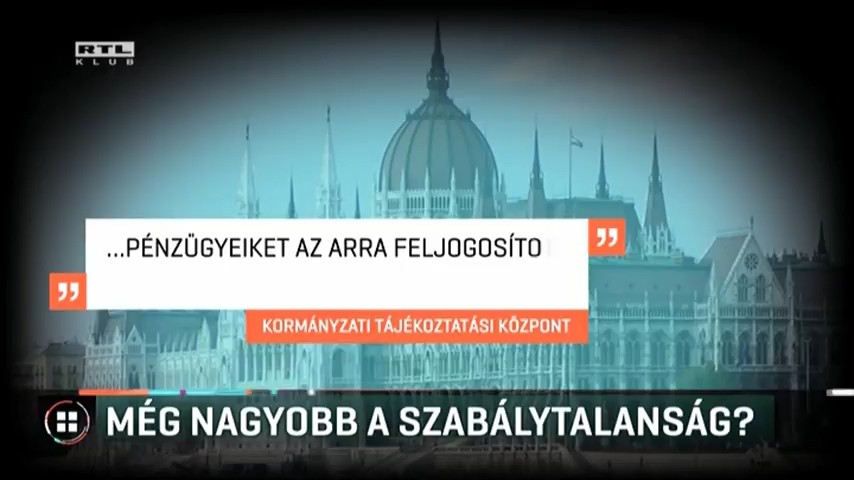 RTL
KLUB
...PÉNZÜGYEIKET AZ ARRA FELJOGOSÍTO
KORMÁNYZATI TÁJÉKOZTATÁSI KÖZPONT
MÉG NAGYOBB A SZABÁLYTALANSÁG?